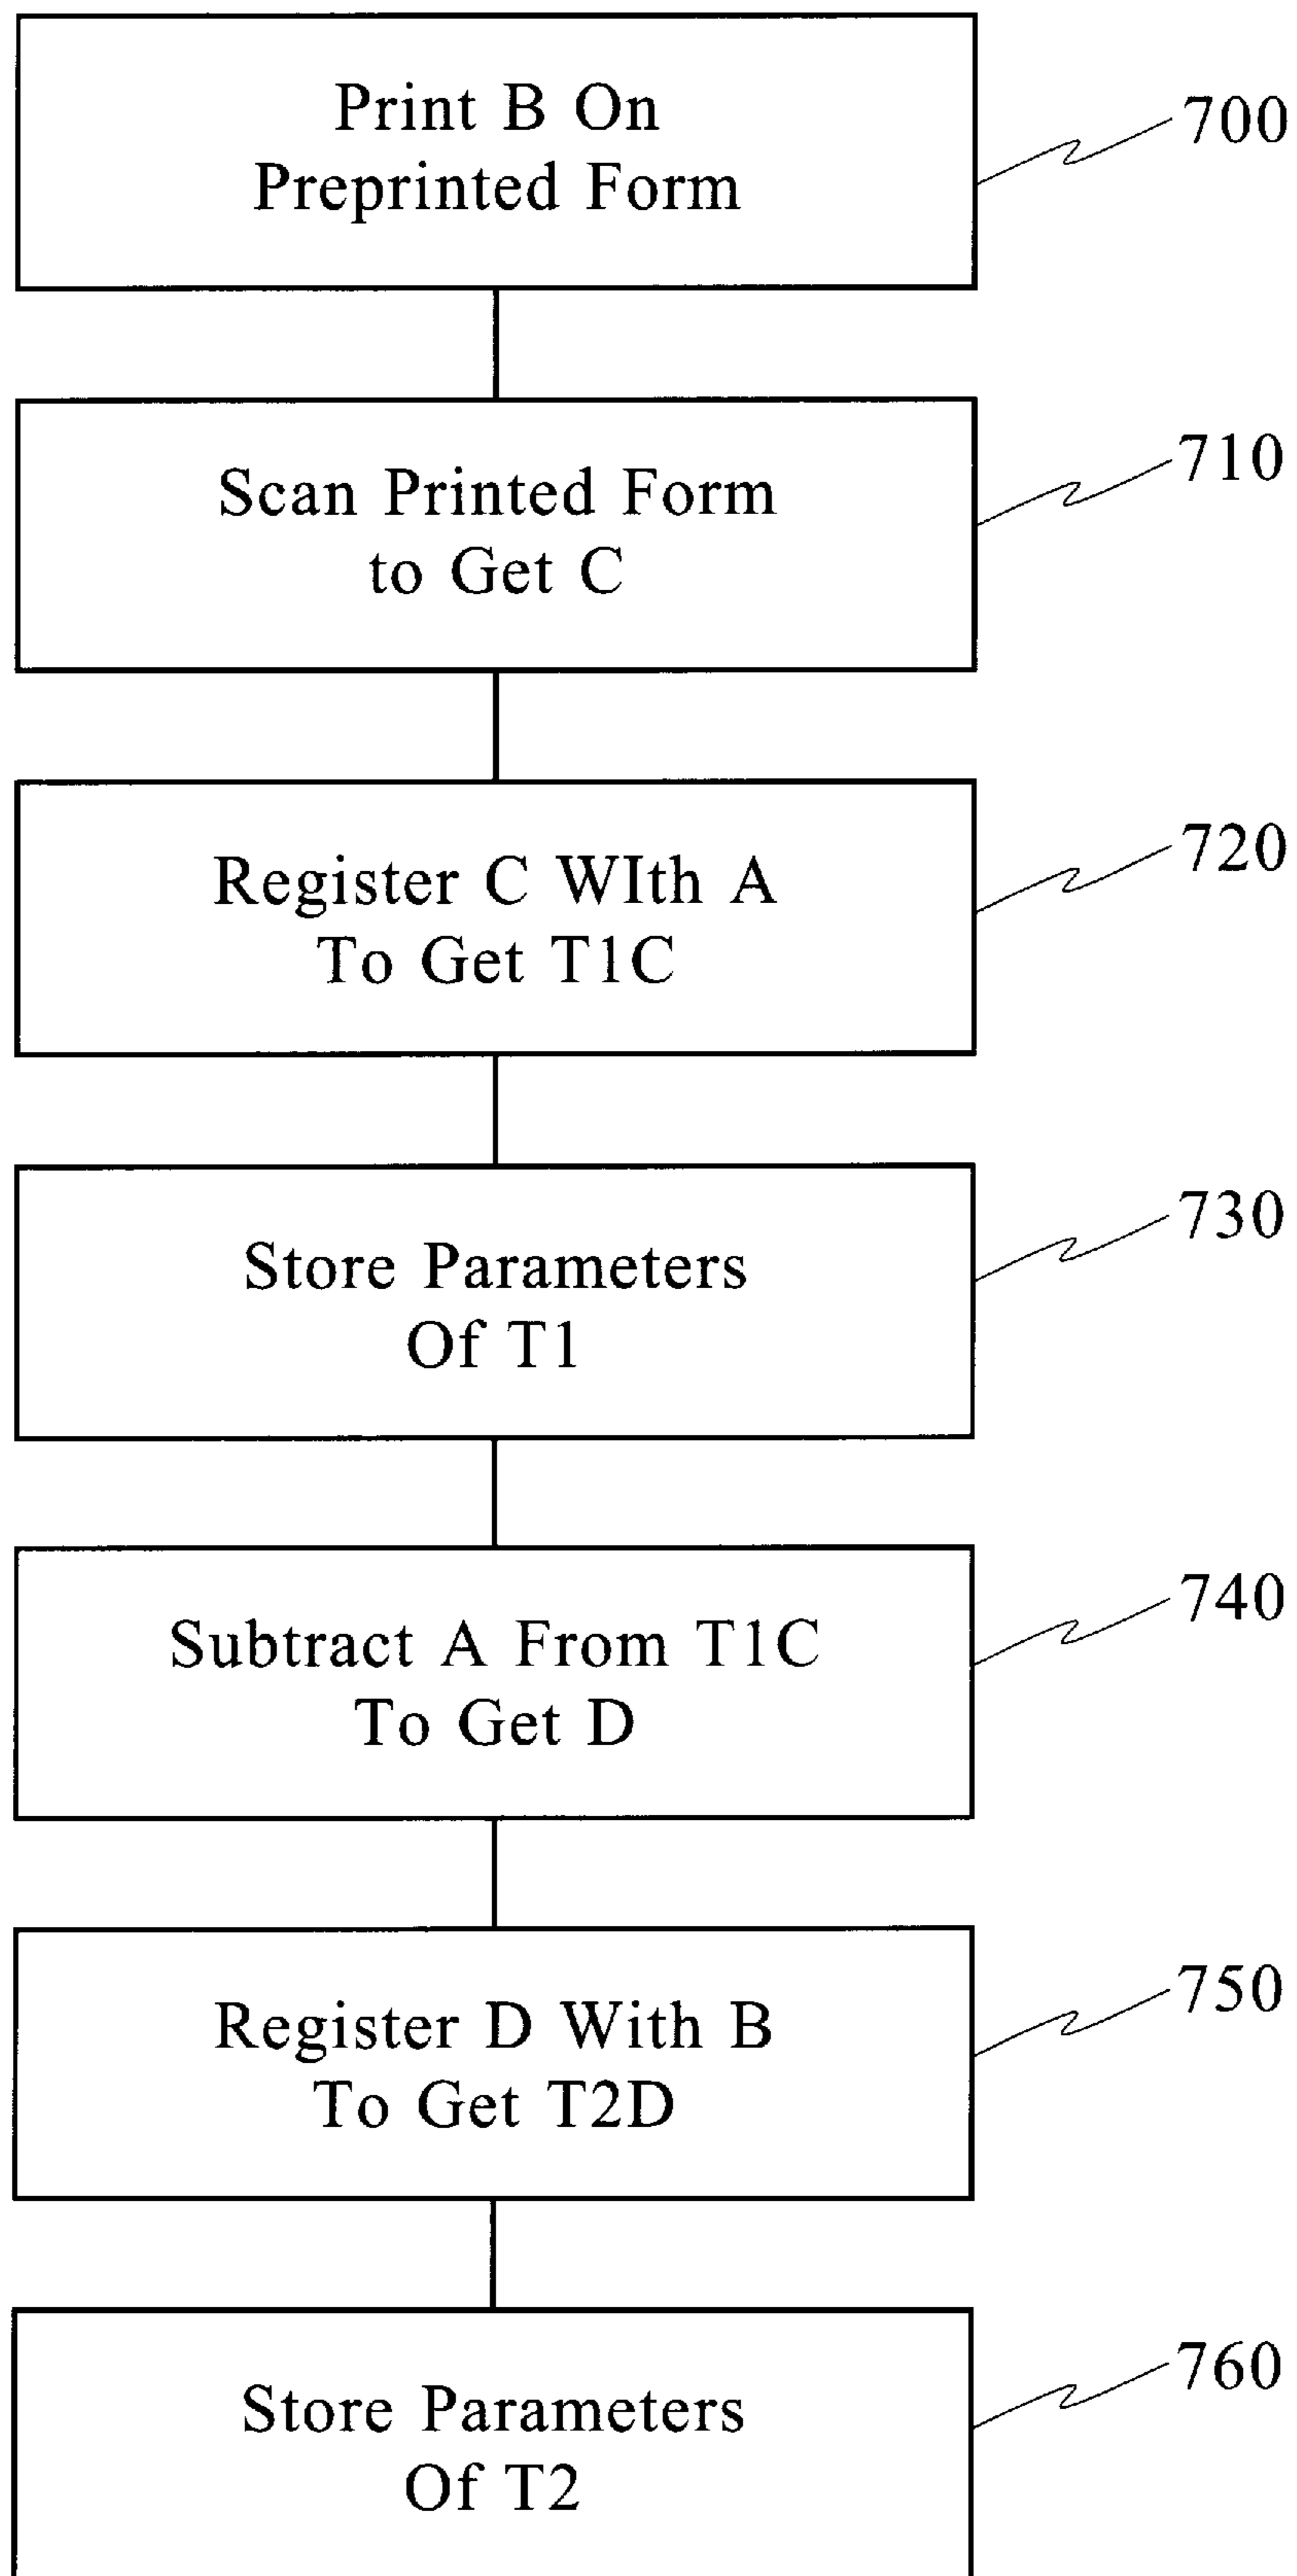 Print B On
Preprinted Form
700
Scan Printed Form
to Get C
710
Register C WIth A
To Get T1C
720
Store Parameters
Of T1
730
Subtract A From T1C
To Get D
740
Register D With B
To Get T2D
750
Store Parameters
Of T2
760